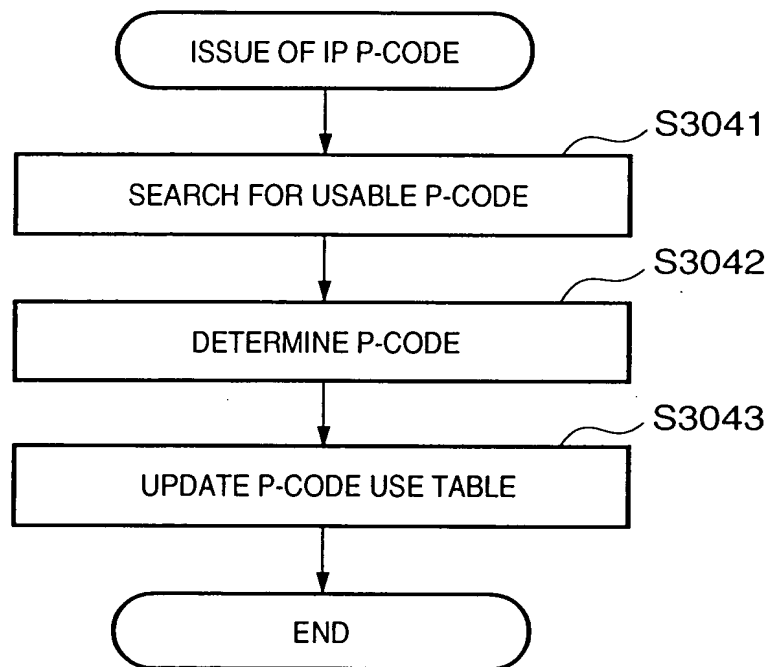 ISSUE OF IP P-CODE
S3041
SEARCH FOR USABLE P-CODE
S3042
DETERMINE P-CODE
S3043
UPDATE P-CODE USE TABLE
END